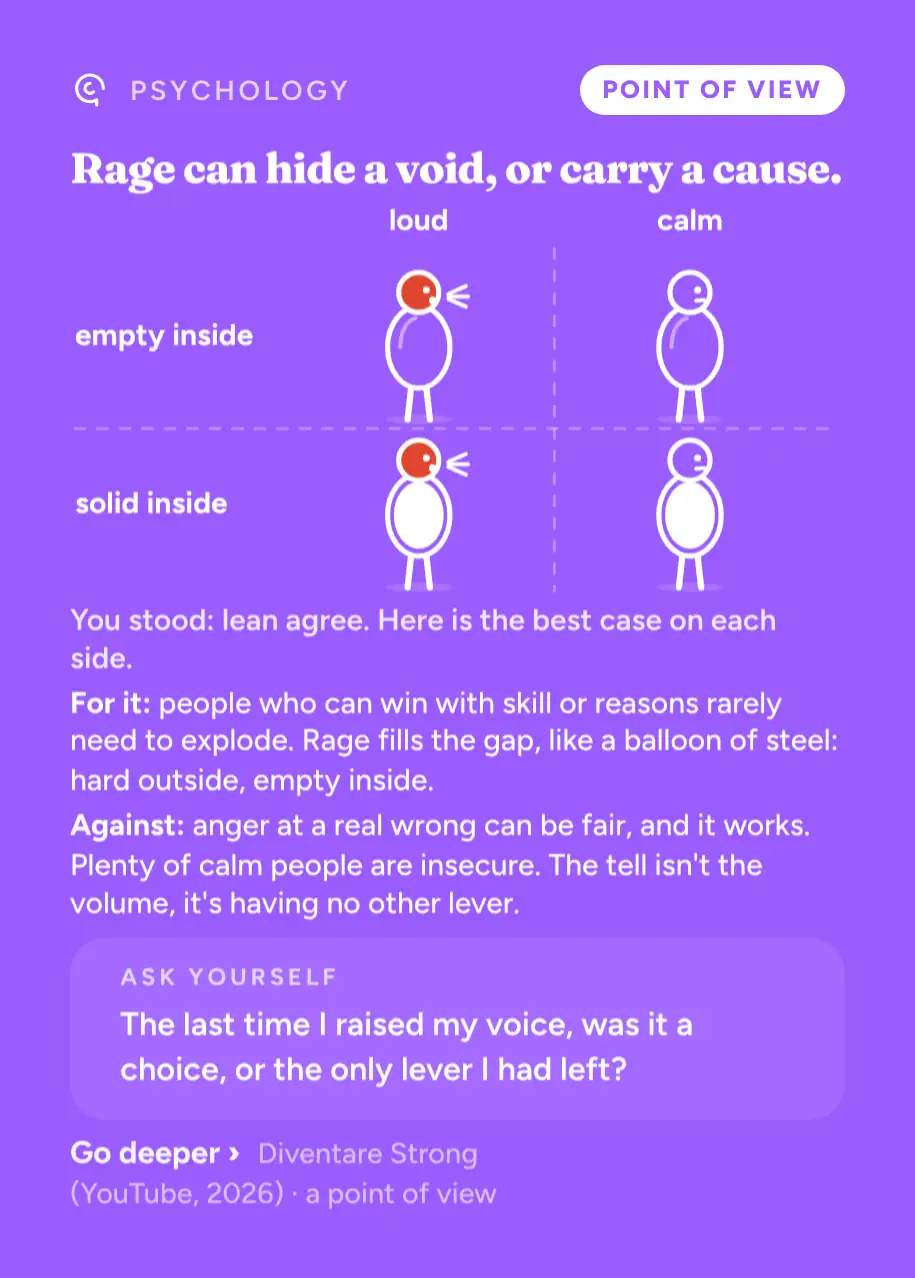 PSYCHOLOGY
POINT OF VIEW
Rage can hide a void, or carry a cause.
loud
calm
empty inside
solid inside
You stood: lean agree. Here is the best case on each
side.
For it: people who can win with skill or reasons rarely
need to explode. Rage fills the gap, like a balloon of steel:
hard outside, empty inside.
Against: anger at a real wrong can be fair, and it works.
Plenty of calm people are insecure. The tell isn't the
volume, it's having no other lever.
ASK YOURSELF
The last time I raised my voice, was it a
choice, or the only lever I had left?
Go deeper › Diventare Strong
(YouTube, 2026) · a point of view